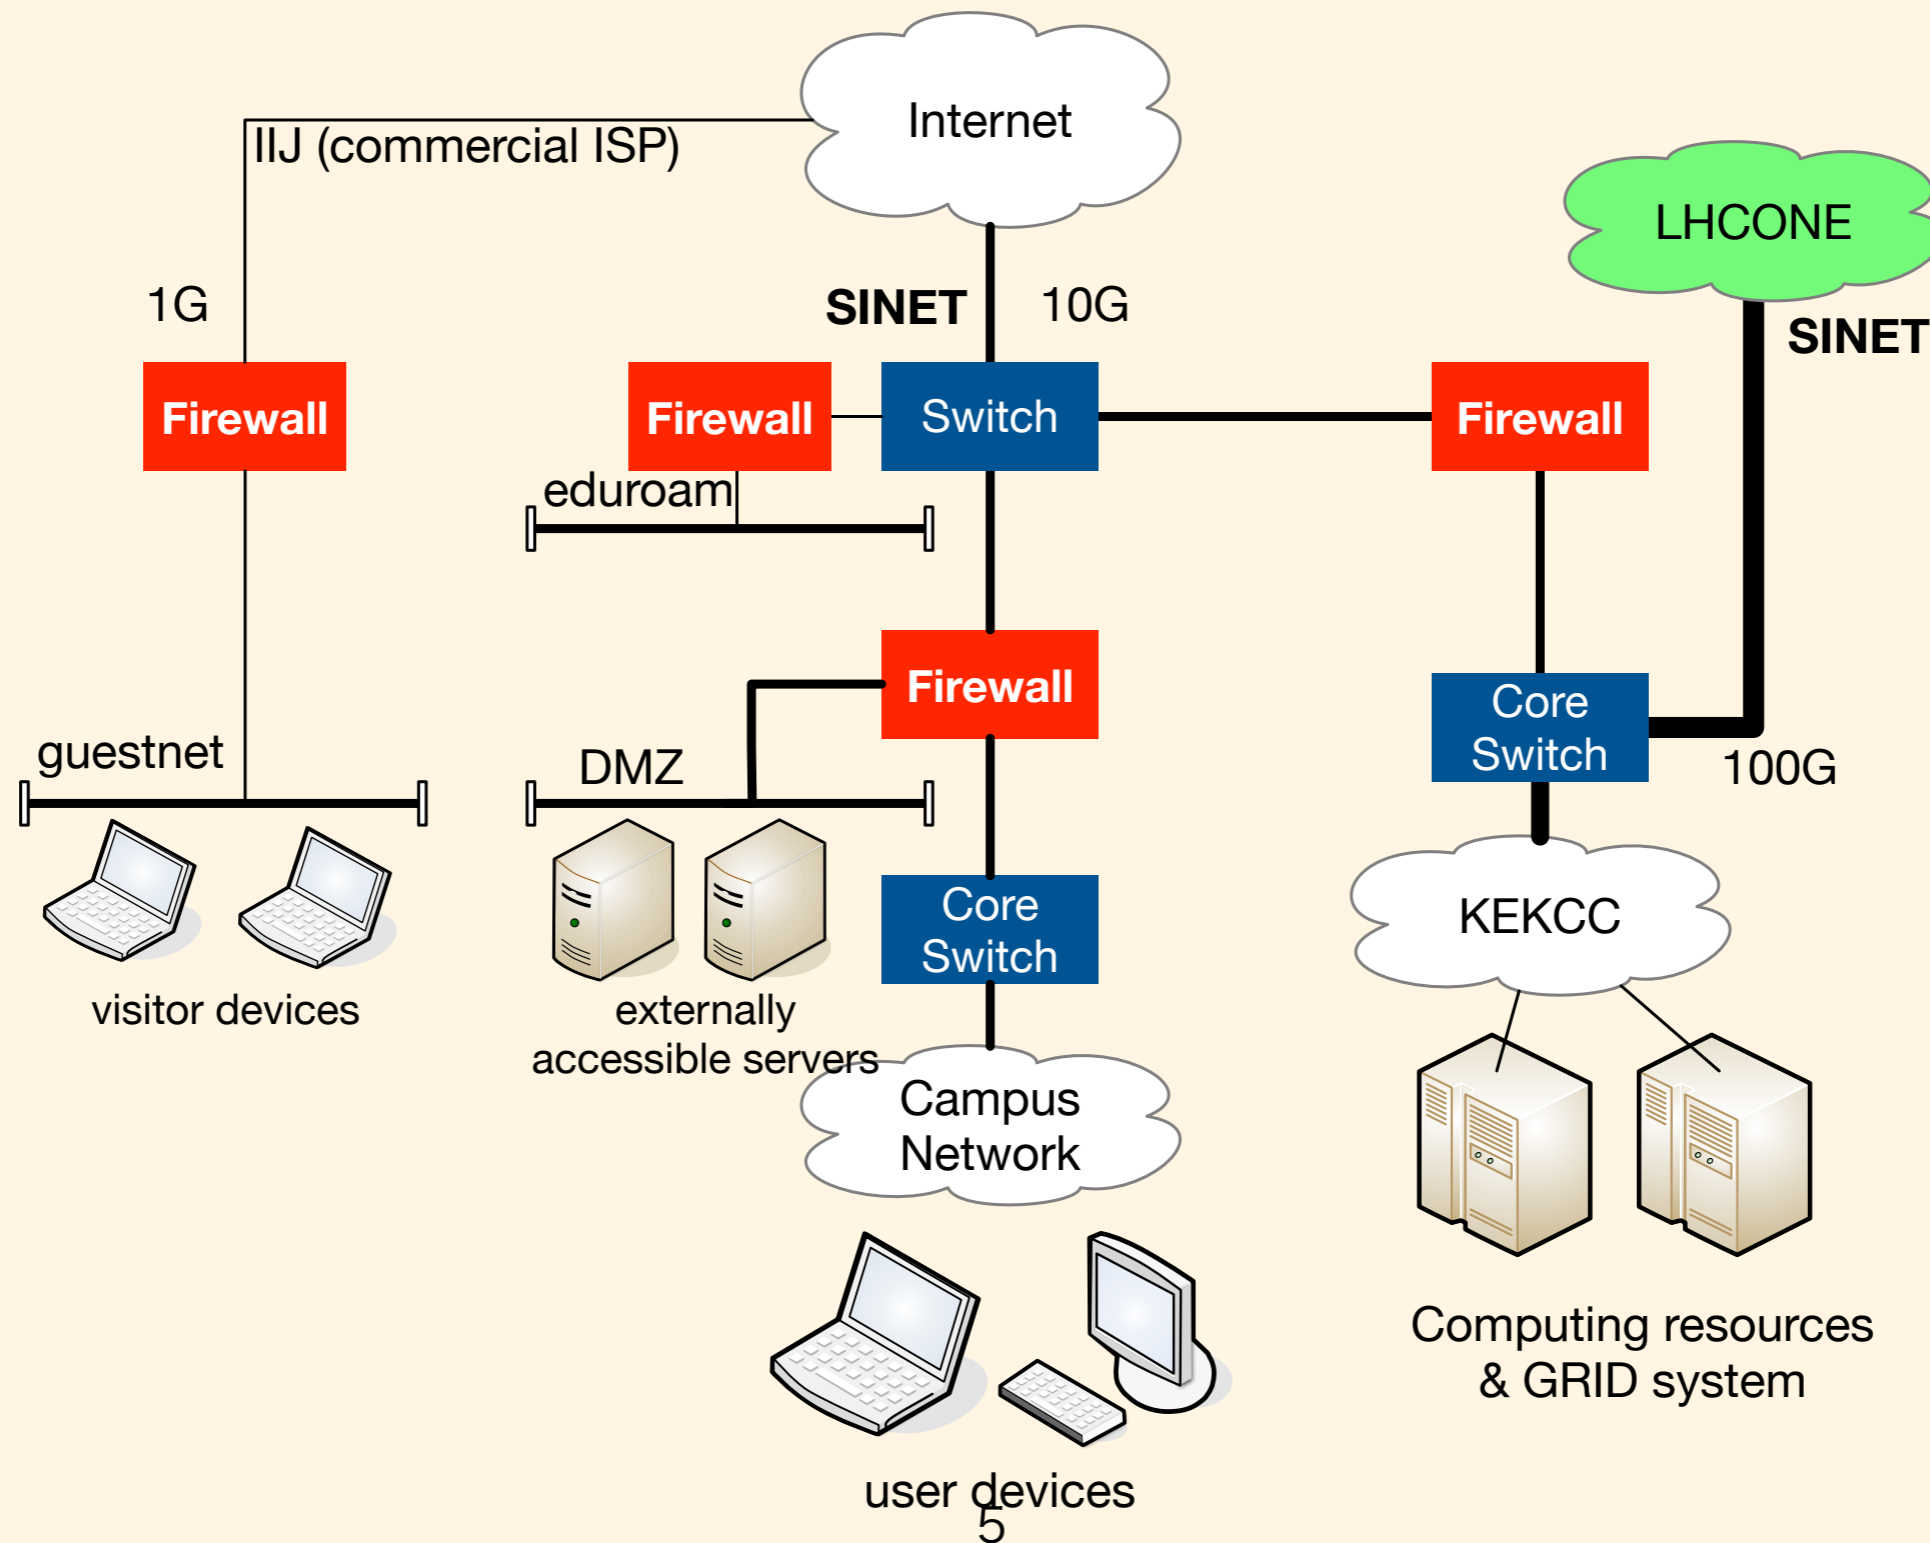 Internet
IIJ (commercial ISP)
LHCONE
1G
SINET
10G
SINET
Firewall
Firewall
Switch
Firewall
eduroam
Firewall
Core
Switch
guestnet
DMZ
100G
Core
Switch
KEKCC
visitor devices
externally
accessible servers
Campus
Network
Computing resources
& GRID system
user devices
5